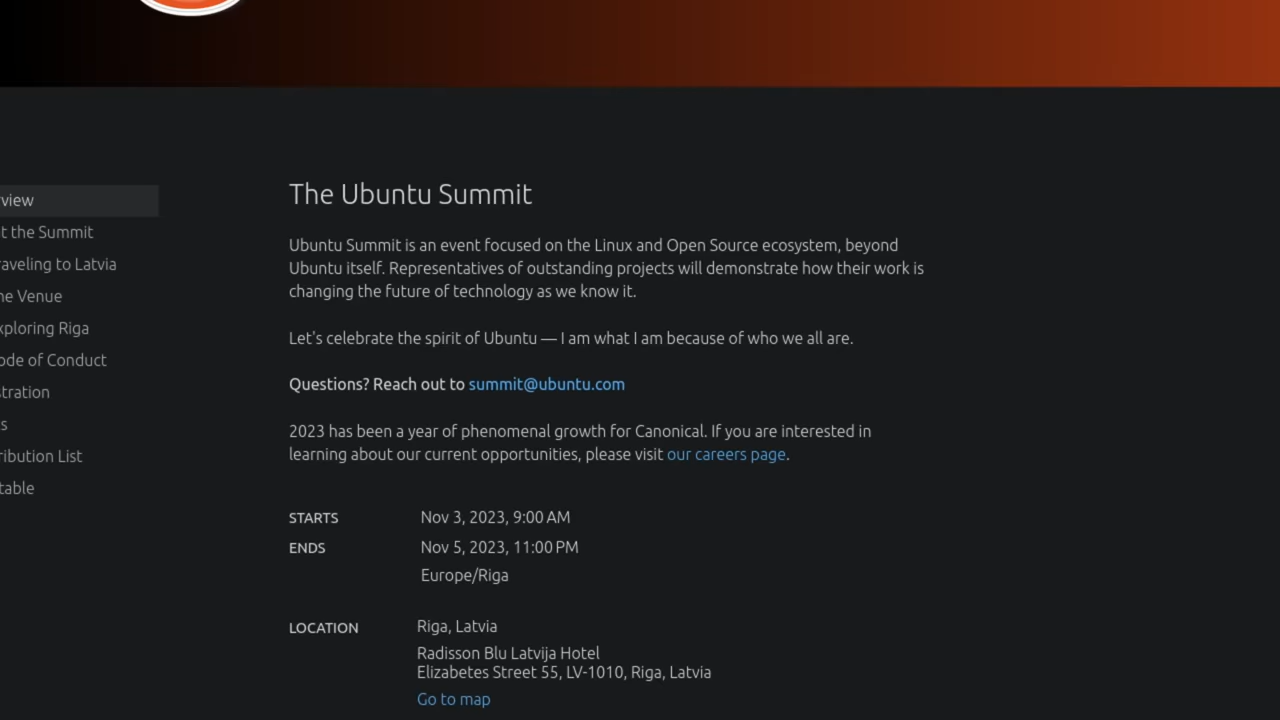 The Ubuntu Summit
Ubuntu Summit is an event focused on the Linux and Open Source ecosystem, beyond
Ubuntu itself. Representatives of outstanding projects will demonstrate how their work is
changing the future of technology as we know it.
Let's celebrate the spirit of Ubuntu — I am what I am because of who we all are.
Questions? Reach out to summit@ubuntu.com
2023 has been a year of phenomenal growth for Canonical. If you are interested in
learning about our current opportunities, please visit our careers page.
STARTS Nov 3, 2023, 9:00 AM
ENDS Nov 5, 2023, 11:00 PM
Europe/Riga
LOCATION Riga, Latvia
Radisson Blu Latvija Hotel
Elizabetes Street 55, LV-1010, Riga, Latvia
Go to map
view
t the Summit
raveling to Latvia
he Venue
xploring Riga
ode of Conduct
stration
s
ribution List
table